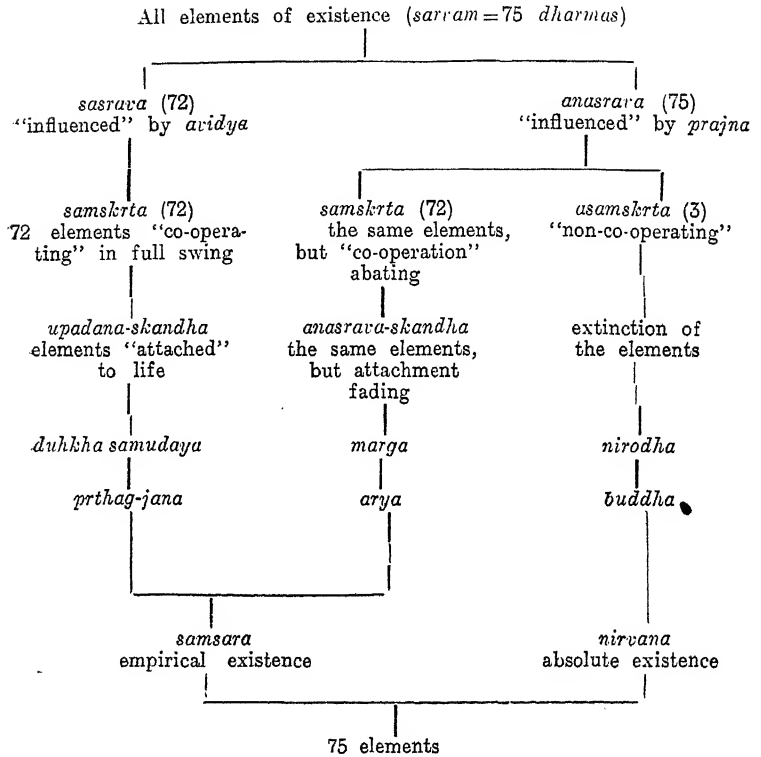 All elements of existence (sarvam=75 dharmas)
sasrava (72)
"influenced" by avidya
anasrava (75)
"influenced" by prajna
samskrta (72)
72 elements "co-opera-
ting" in full swing
samskrta (72)
the same elements,
but "co-operation"
abating
asamskrta (3)
"non-co-operating"
upadana-skandha
elements "attached"
to life
anasrava-skandha
the same elements,
but attachment
fading
extinction of
the elements
duhkha samudaya
marga
nirodha
prthag-jana
arya
buddha
samsara
empirical existence
nirvana
absolute existence
75 elements